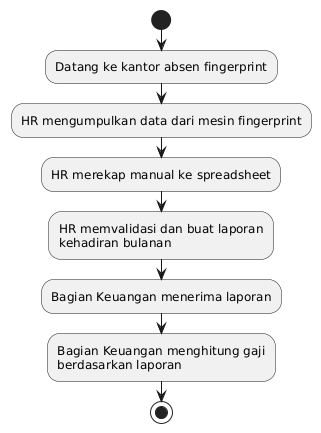 Datang ke kantor absen fingerprint
HR mengumpulkan data dari mesin fingerprint
HR merekap manual ke spreadsheet
HR memvalidasi dan buat laporan
kehadiran bulanan
Bagian Keuangan menerima laporan
Bagian Keuangan menghitung gaji
berdasarkan laporan